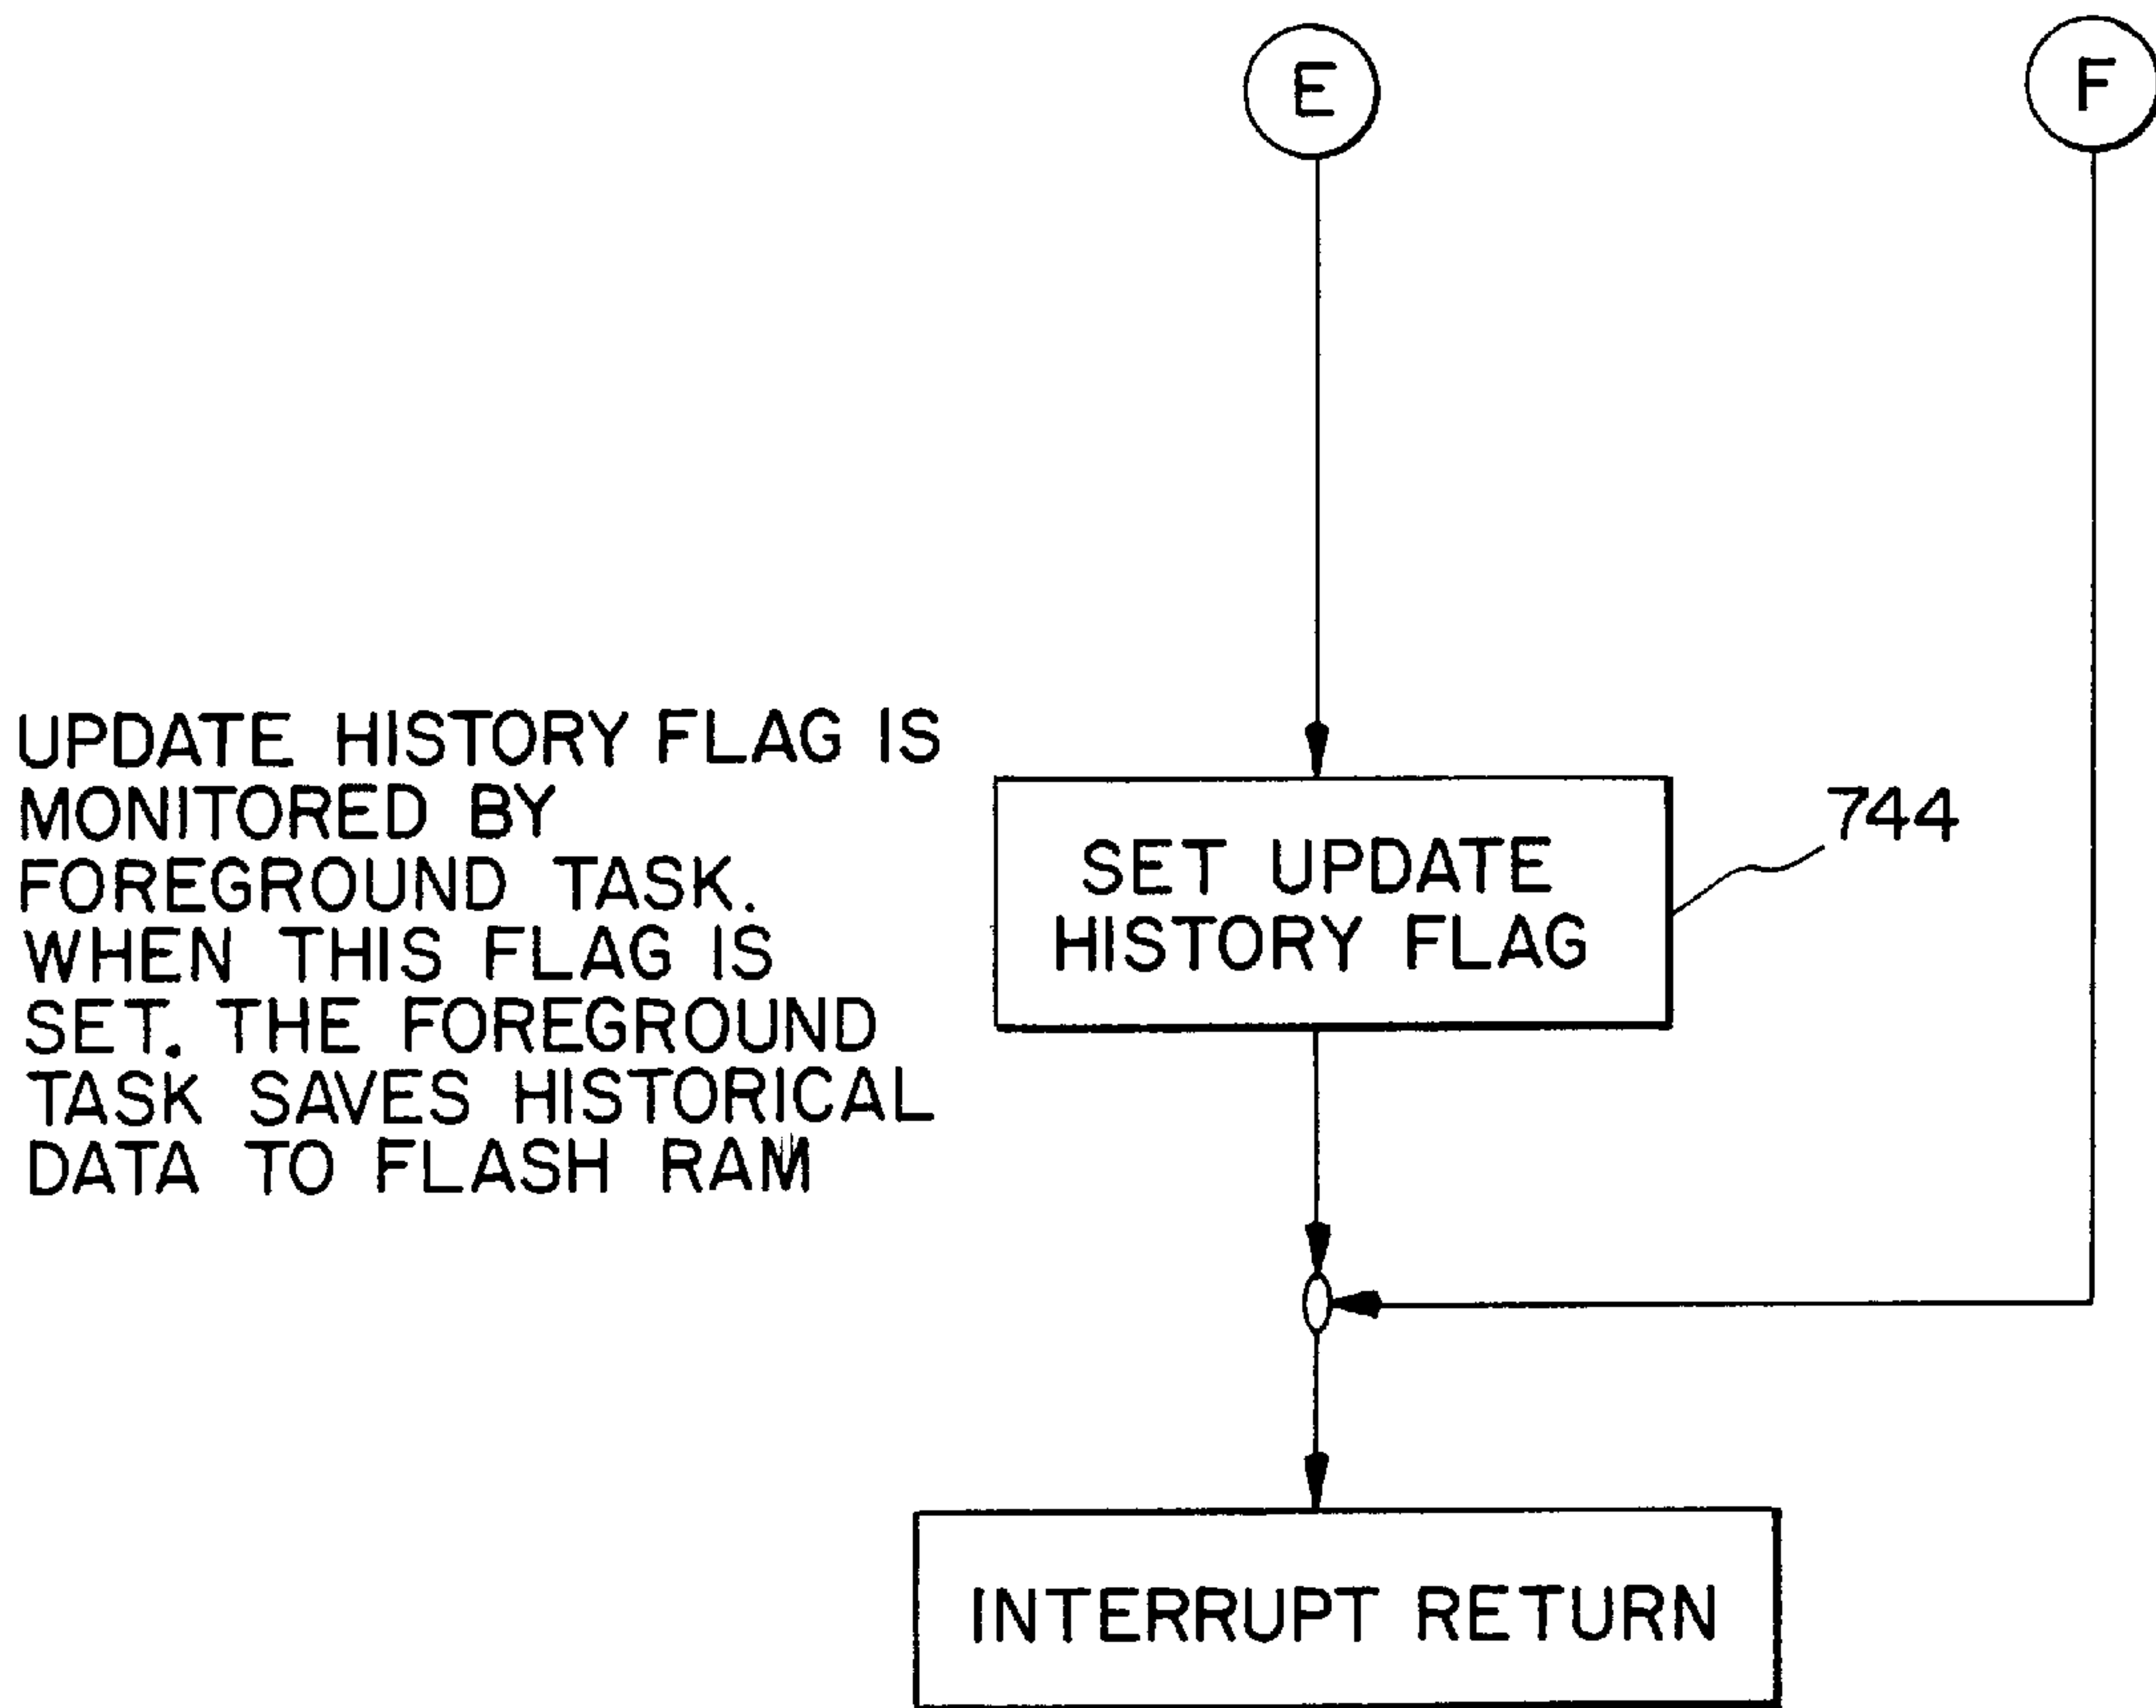 E
F
UPDATE HISTORY FLAG IS
MONITORED BY
FOREGROUND TASK.
WHEN THIS FLAG IS
SET. THE FOREGROUND
TASK SAVES HISTORICAL
DATA TO FLASH RAM
SET UPDATE
HISTORY FLAG
744
INTERRUPT RETURN